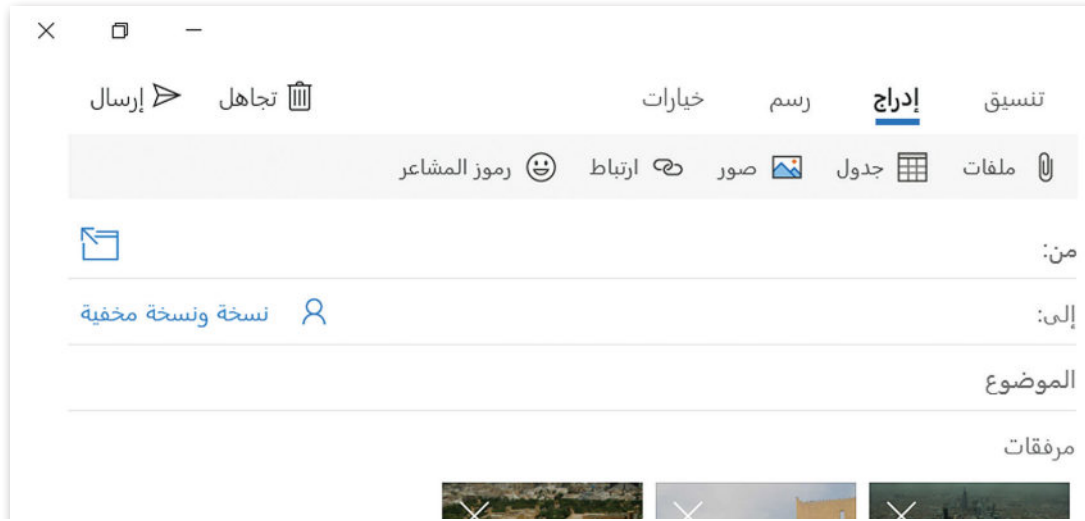 تنسيق إدراج رسم خيارات تجاهل إرسال
ملفات جدول صور ارتباط رموز المشاعر
من:
إلى: نسخة ونسخة مخفية
الموضوع
مرفقات